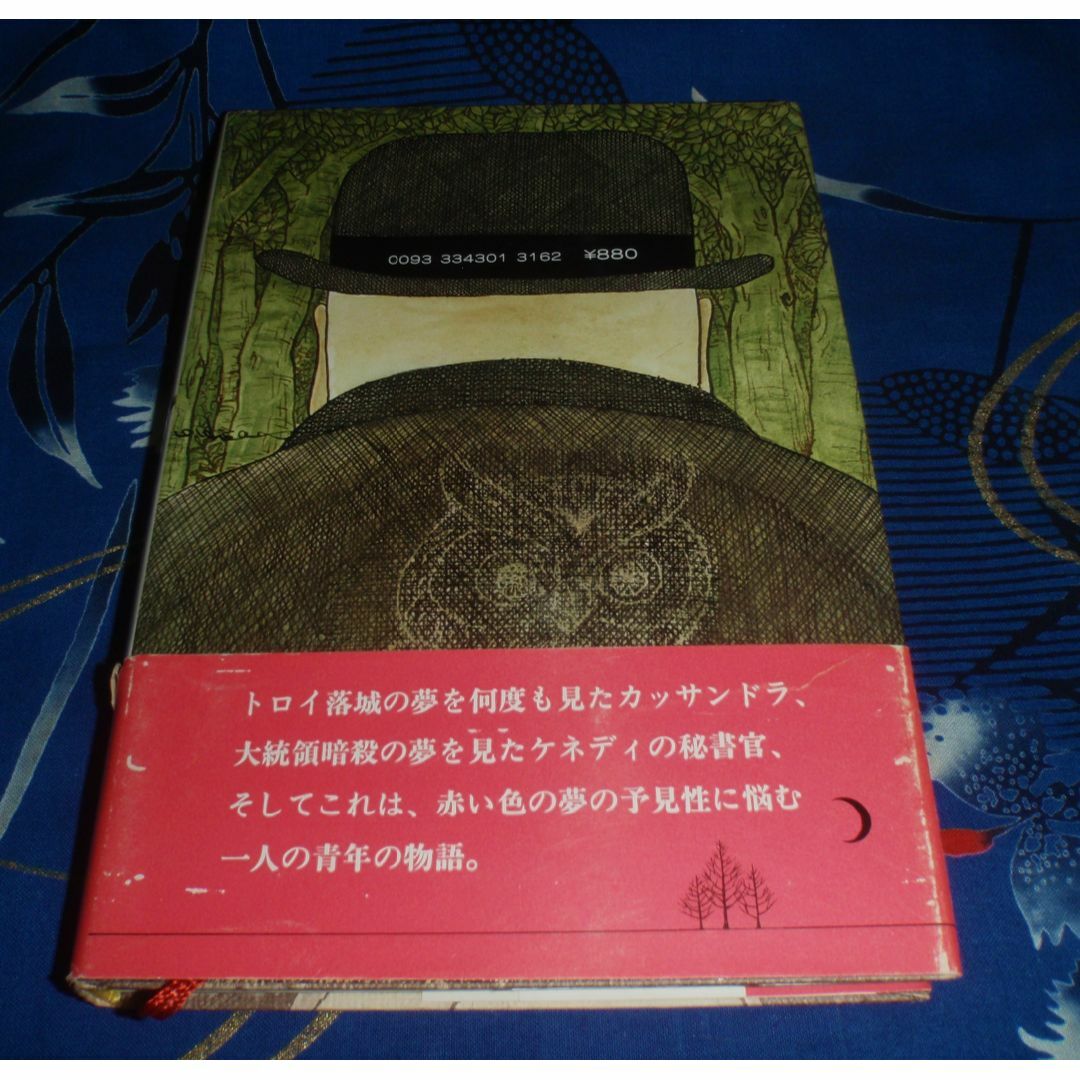 0093 334301 3162 ¥880
トロイ落城の夢を何度も見たカッサンドラ、
大統領暗殺の夢を見たケネディの秘書官、
そしてこれは、赤い色の夢の予見性に悩む
一人の青年の物語。